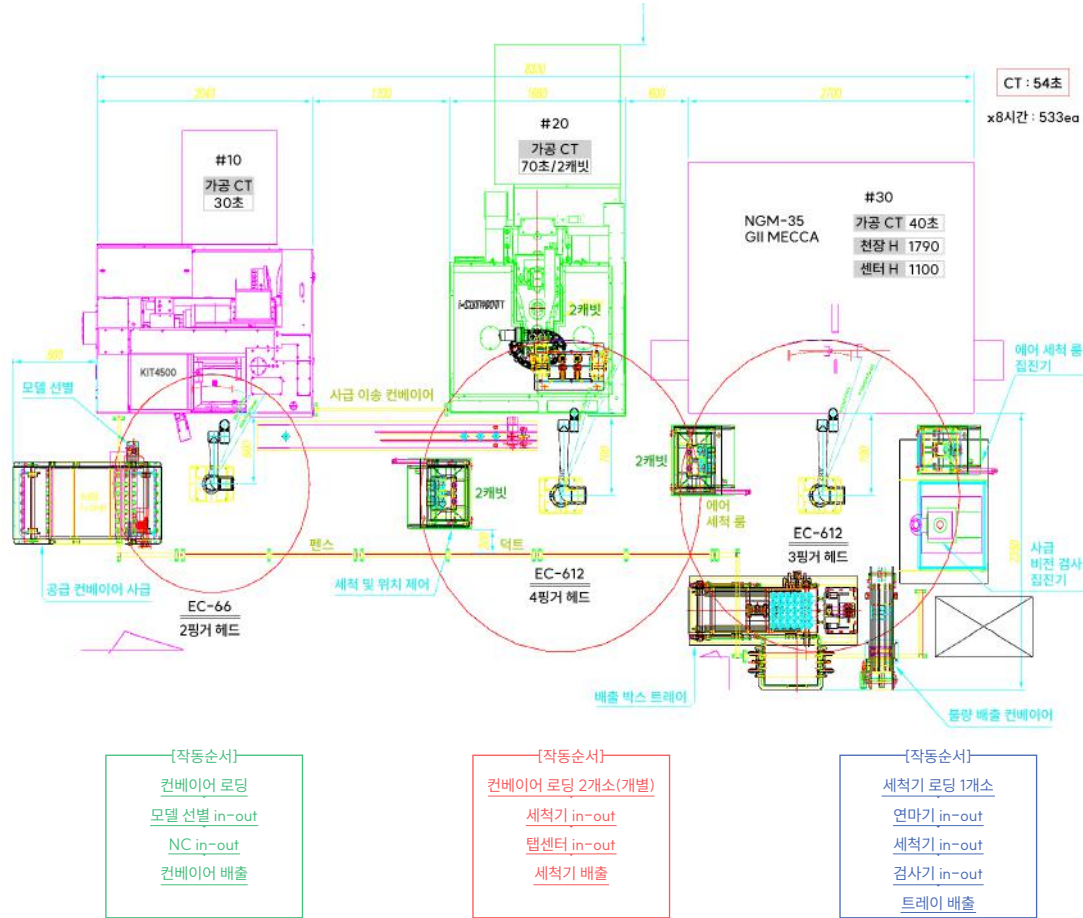 8300
2040
1300
1660
600
2700
CT : 54초
x8시간 : 533ea
#10
가공 CT
30초
#20
가공 CT
70초/2캐빗
#30
NGM-35
GII MECCA
가공 CT 40초
천장 H 1790
센터 H 1100
2캐빗
KIT4500
800
모델 선별
사급 이송 컨베이어
에어 세척 룸
집진기
2캐빗
2캐빗
에어
세척 룸
펜스
덕트
공급 컨베이어 사급
세척 및 위치 제어
EC-66
2핑거 헤드
EC-612
4핑거 헤드
EC-612
3핑거 헤드
사급
비전 검사
집진기
배출 박스 트레이
불량 배출 컨베이어
[작동순서]
컨베이어 로딩
모델 선별 in-out
NC in-out
컨베이어 배출
[작동순서]
컨베이어 로딩 2개소(개별)
세척기 in-out
탭센터 in-out
세척기 배출
[작동순서]
세척기 로딩 1개소
연마기 in-out
세척기 in-out
검사기 in-out
트레이 배출